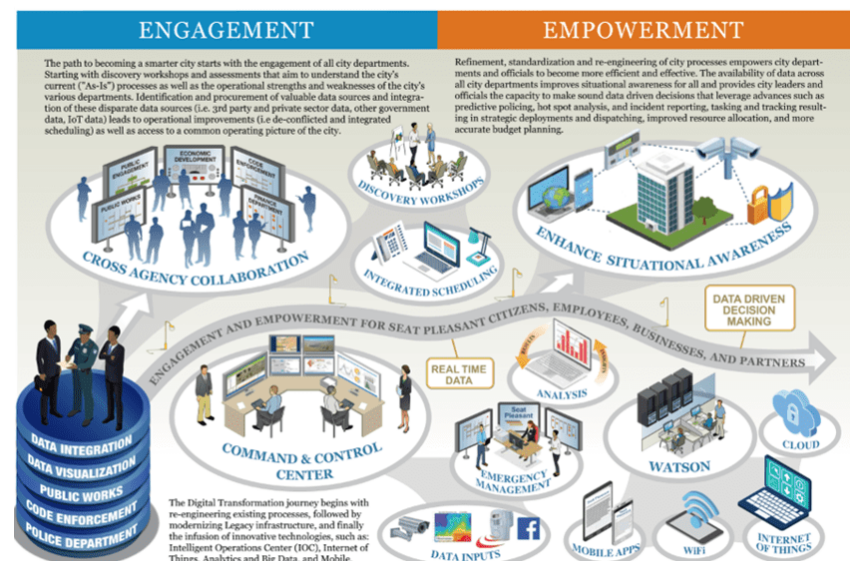 ENGAGEMENT
The path to becoming a smarter city starts with the engagement of all city departments.
Starting with discovery workshops and assessments that aim to understand the city's
current ("As-Is") processes as well as the operational strengths and weaknesses of the city's
various departments. Identification and procurement of valuable data sources and integra-
tion of these disparate data sources (i.e. 3rd party and private sector data, other government
data, IoT data) leads to operational improvements (i.e de-conflicted and integrated
scheduling) as well as access to a common operating picture of the city.
EMPOWERMENT
Refinement, standardization and re-engineering of city processes empowers city depart-
ments and officials to become more efficient and effective. The availability of data across
all city departments improves situational awareness for all and provides city leaders and
officials the capacity to make sound data driven decisions that leverage advances such as
predictive policing, hot spot analysis, and incident reporting, tasking and tracking result-
ing in strategic deployments and dispatching, improved resource allocation, and more
accurate budget planning.
PUBLIC ENGAGEMENT
ECONOMIC DEVELOPMENT
CODE ENFORCEMENT
PUBLIC WORKS
FINANCE DEPARTMENT
CROSS AGENCY COLLABORATION
DISCOVERY WORKSHOPS
INTEGRATED SCHEDULING
ENHANCE SITUATIONAL AWARENESS
ENGAGEMENT AND EMPOWERMENT FOR SEAT PLEASANT CITIZENS, EMPLOYEES, BUSINESSES, AND PARTNERS
DATA DRIVEN
DECISION
MAKING
REAL TIME
DATA
ANALYSIS
COMMAND & CONTROL
CENTER
Seat
Pleasant
EMERGENCY
MANAGEMENT
WATSON
CLOUD
DATA INTEGRATION
DATA VISUALIZATION
PUBLIC WORKS
CODE ENFORCEMENT
POLICE DEPARTMENT
The Digital Transformation journey begins with
re-engineering existing processes, followed by
modernizing Legacy infrastructure, and finally
the infusion of innovative technologies, such as:
Intelligent Operations Center (IOC), Internet of
Things, Analytics and Big Data, and Mobile.
DATA INPUTS
f
MOBILE APPS
WiFi
INTERNET
OF THINGS